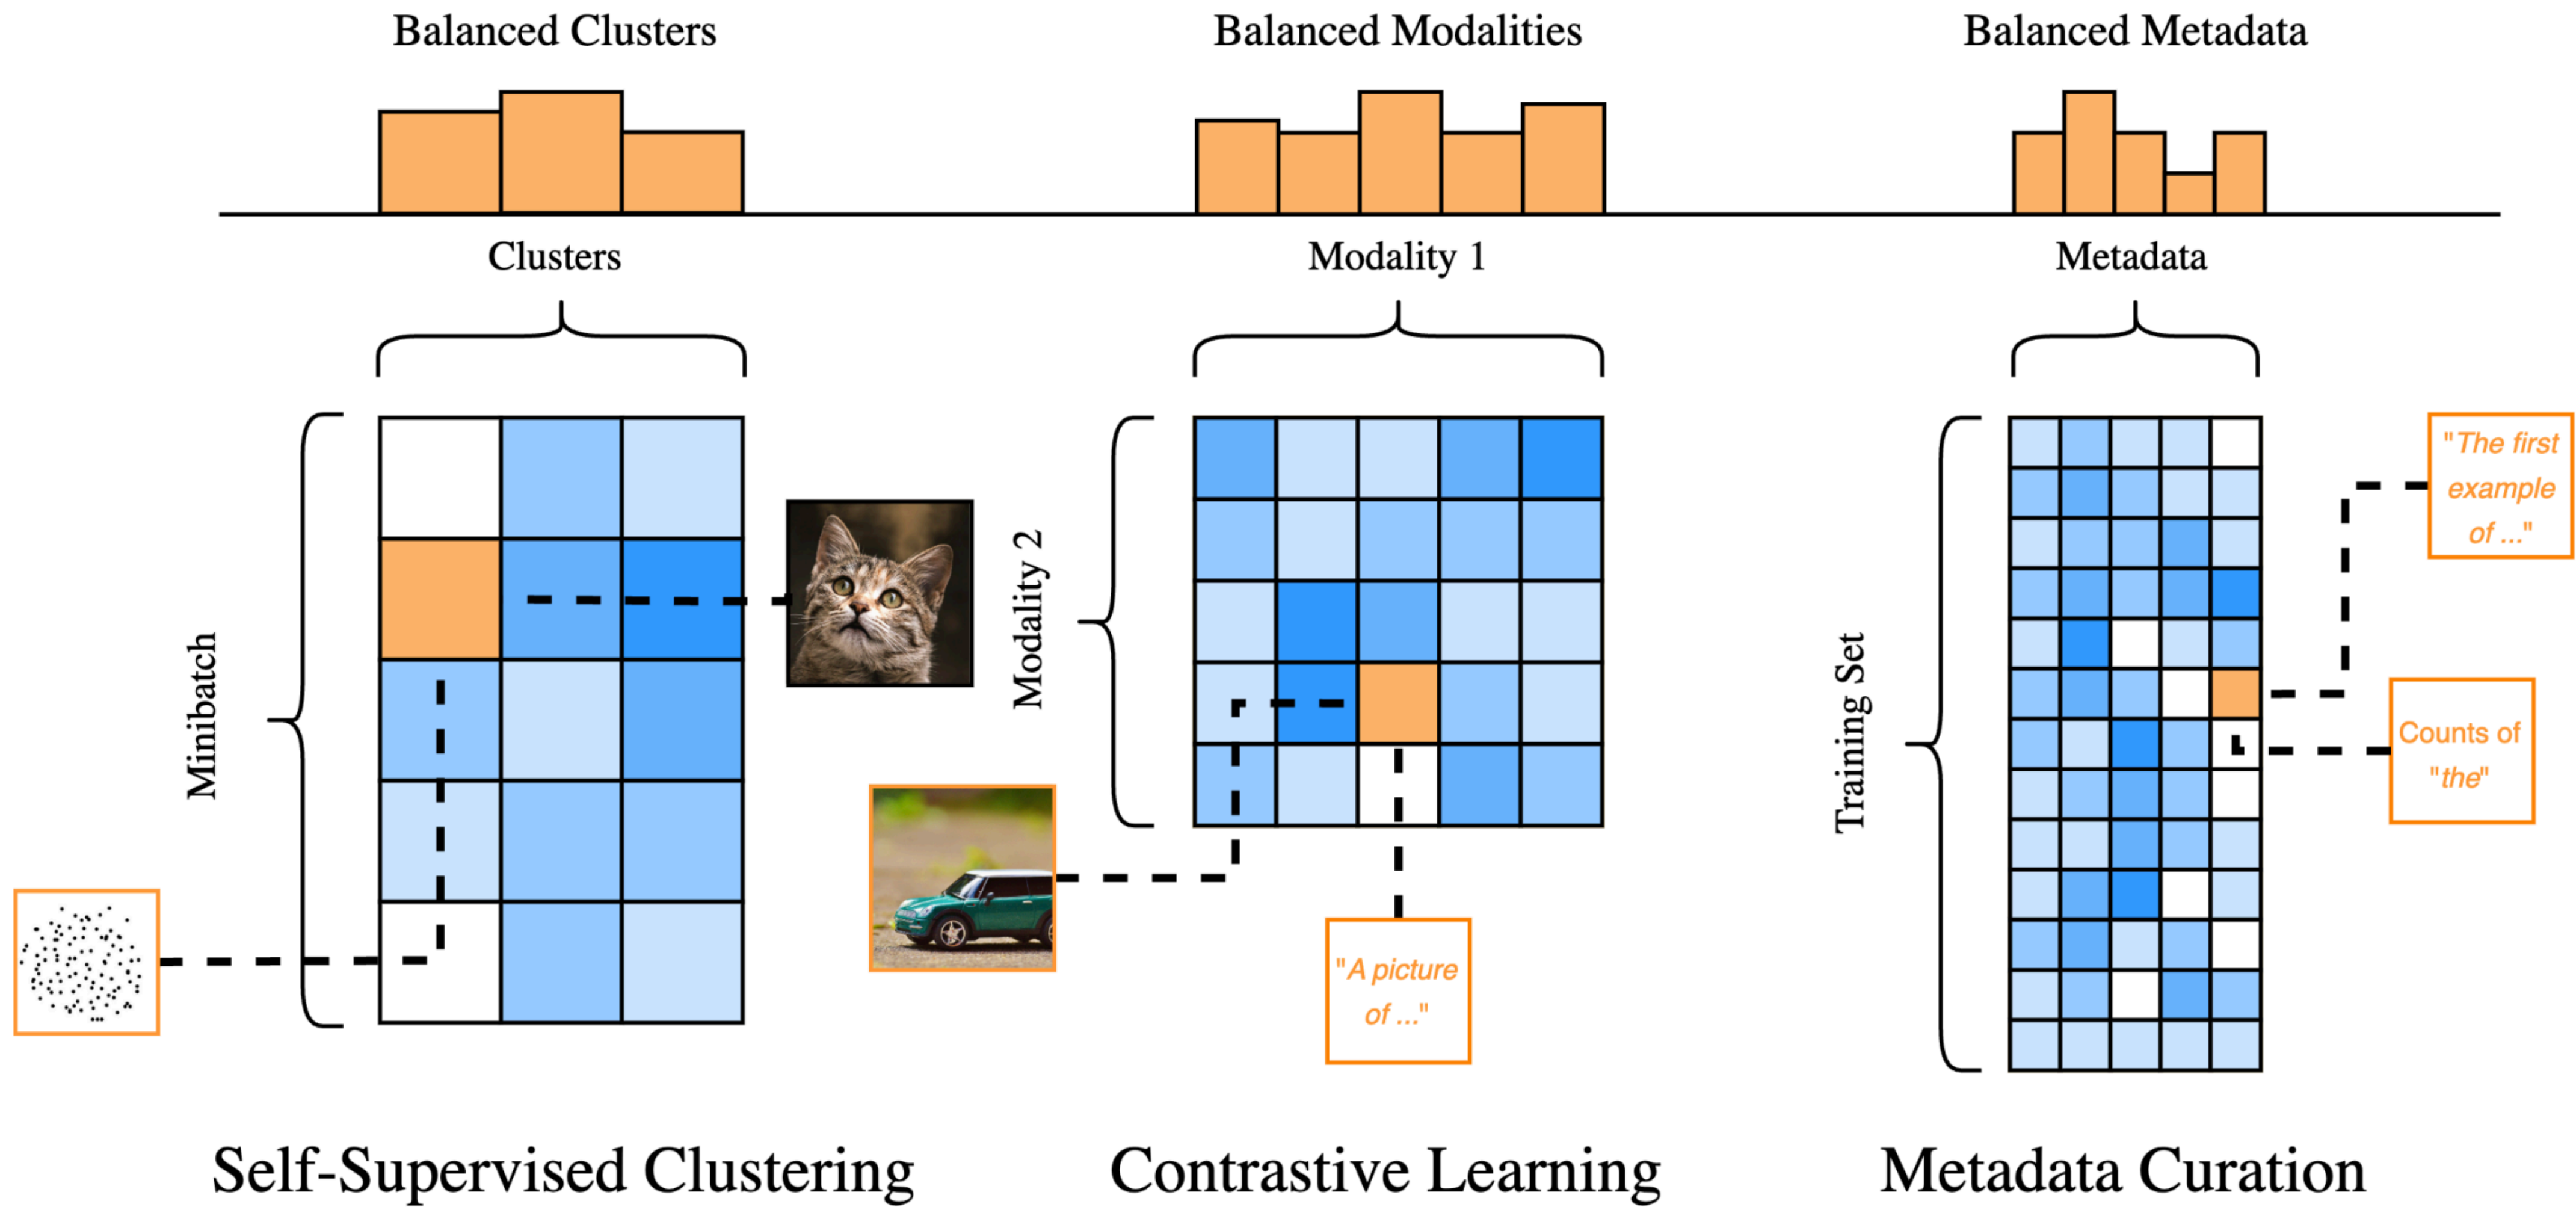 Balanced Clusters
Balanced Modalities
Balanced Metadata
Clusters
Modality 1
Metadata
Minibatch
Modality 2
Training Set
"The first
example
of ..."
Counts of
"the"
"A picture
of ..."
Self-Supervised Clustering
Contrastive Learning
Metadata Curation